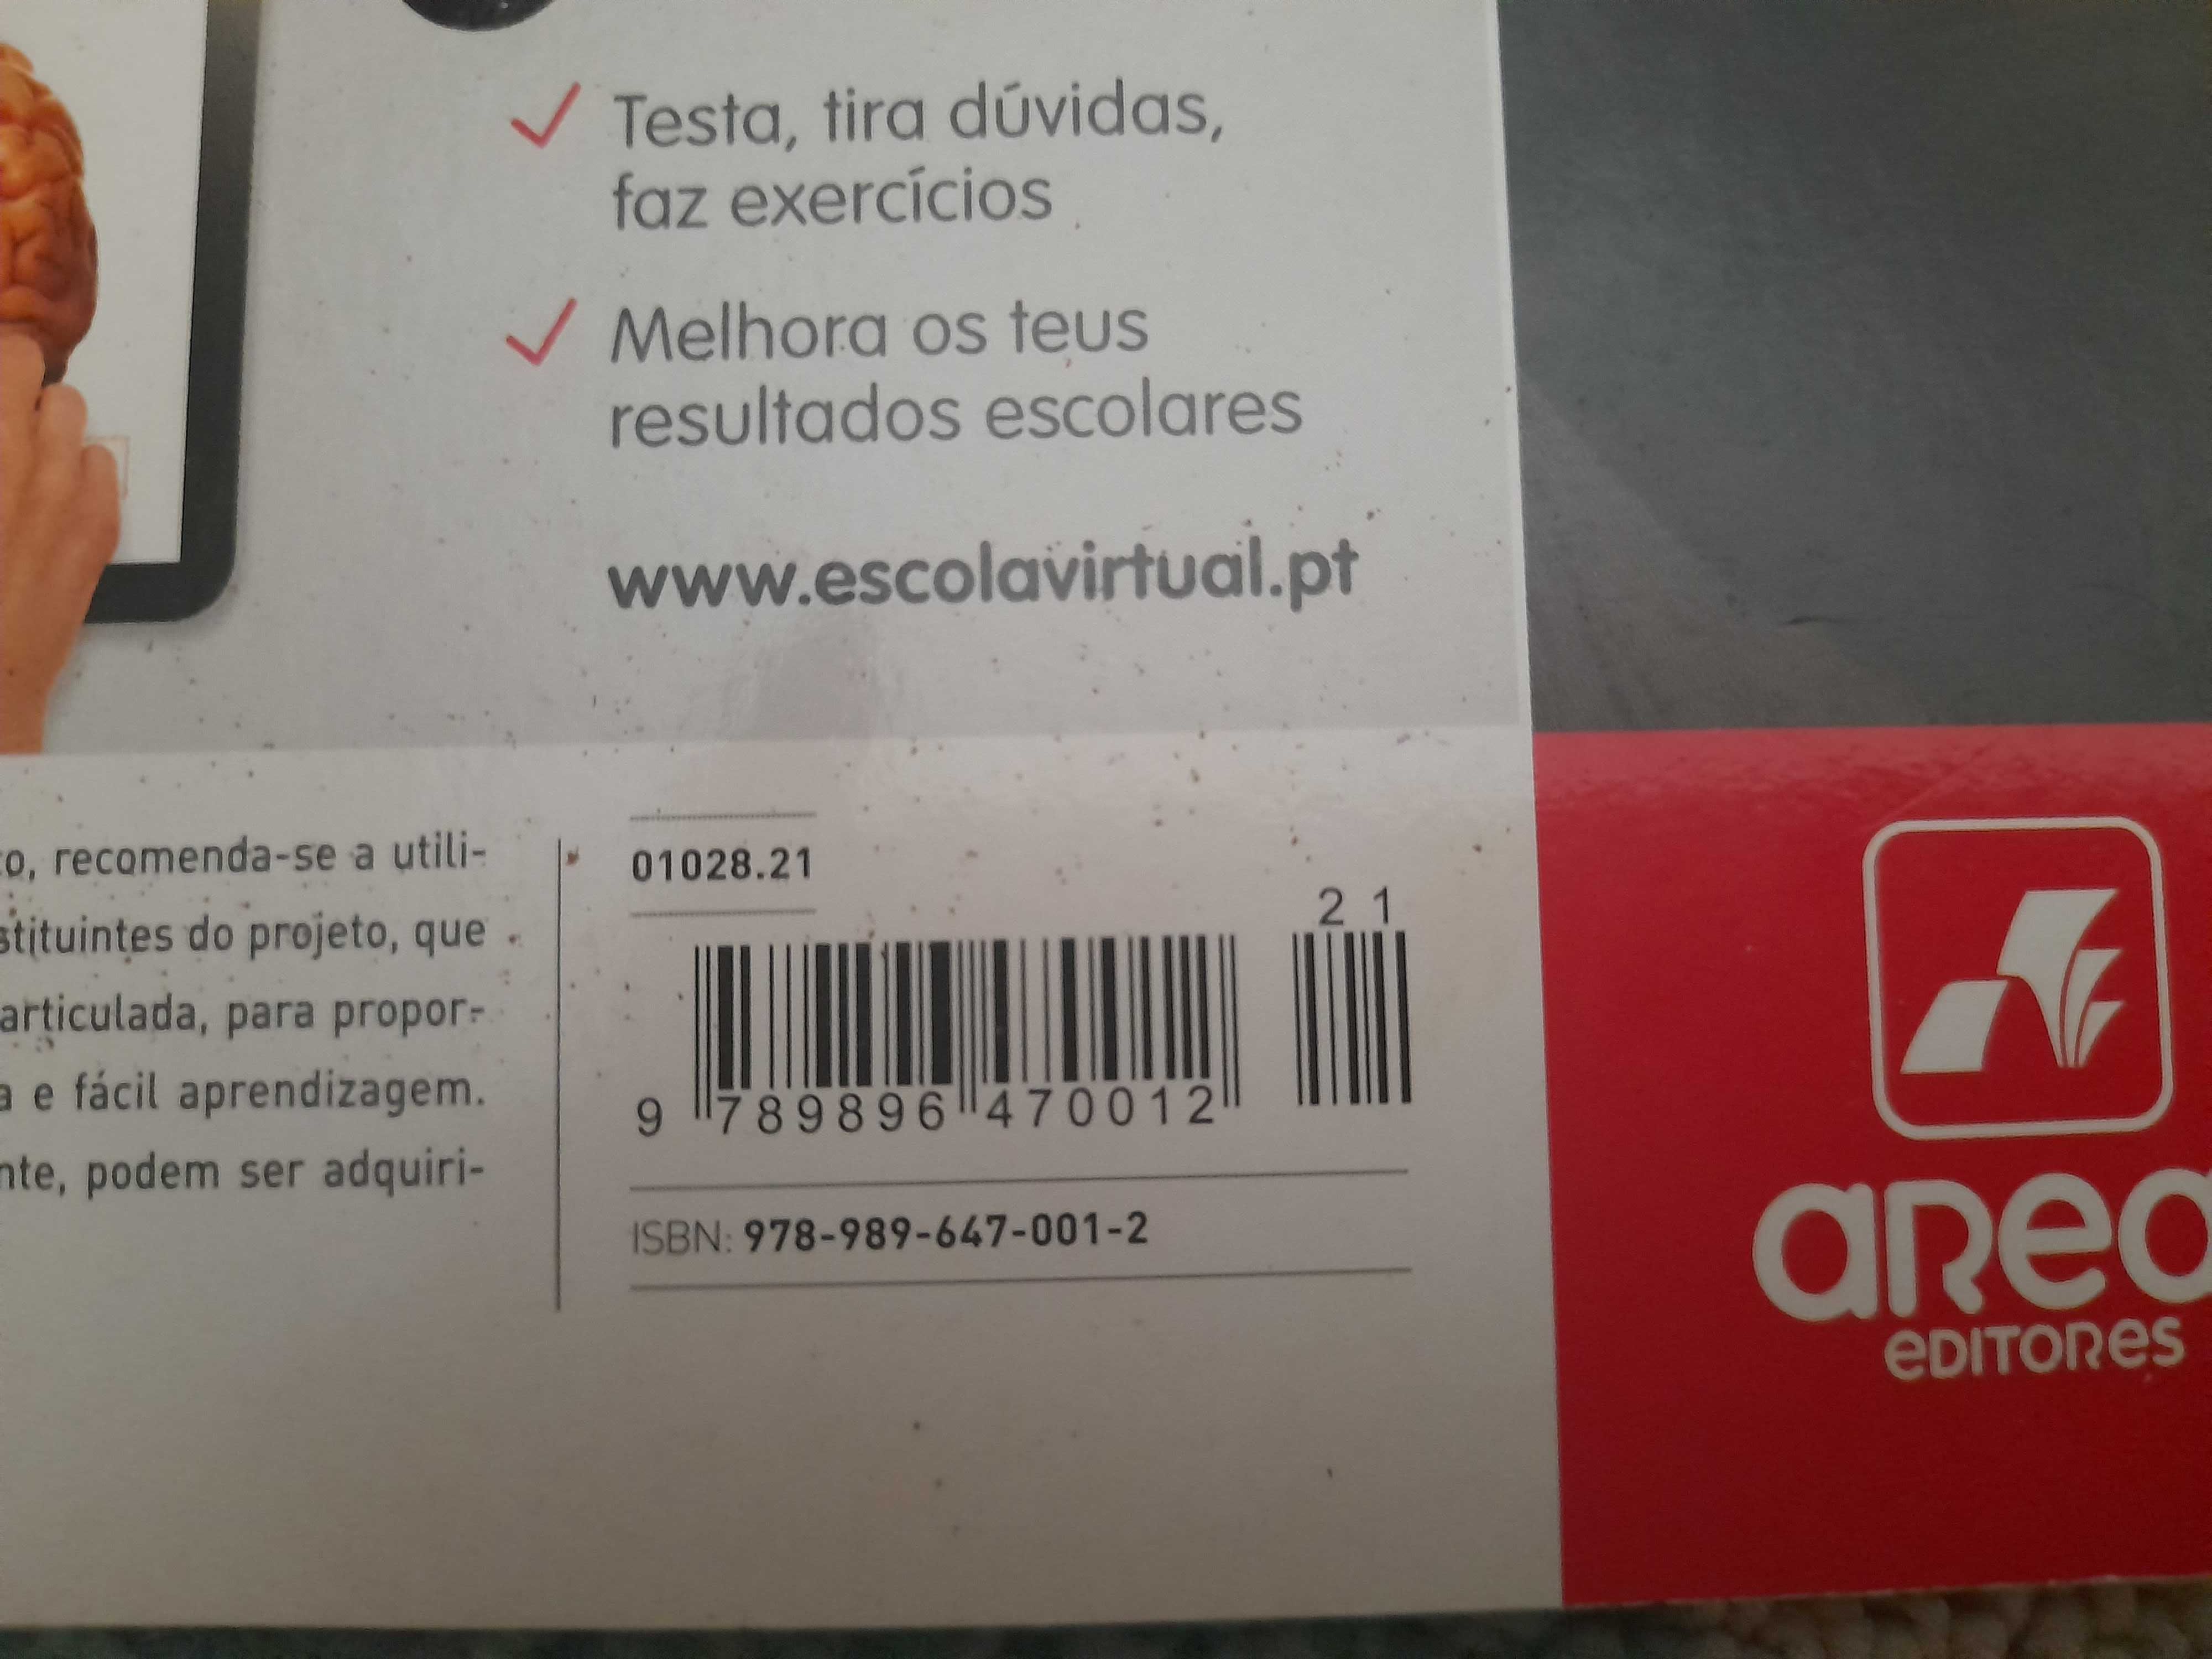 Testa, tira dúvidas,
faz exercícios
Melhora os teus
resultados escolares
www.escolavirtual.pt
o, recomenda-se a utili-
stituintes do projeto, que
articulada, para propor-
a e fácil aprendizagem.
nte, podem ser adquiri-
01028.21
2 1
9 789896 470012
ISBN: 978-989-647-001-2
area
editores